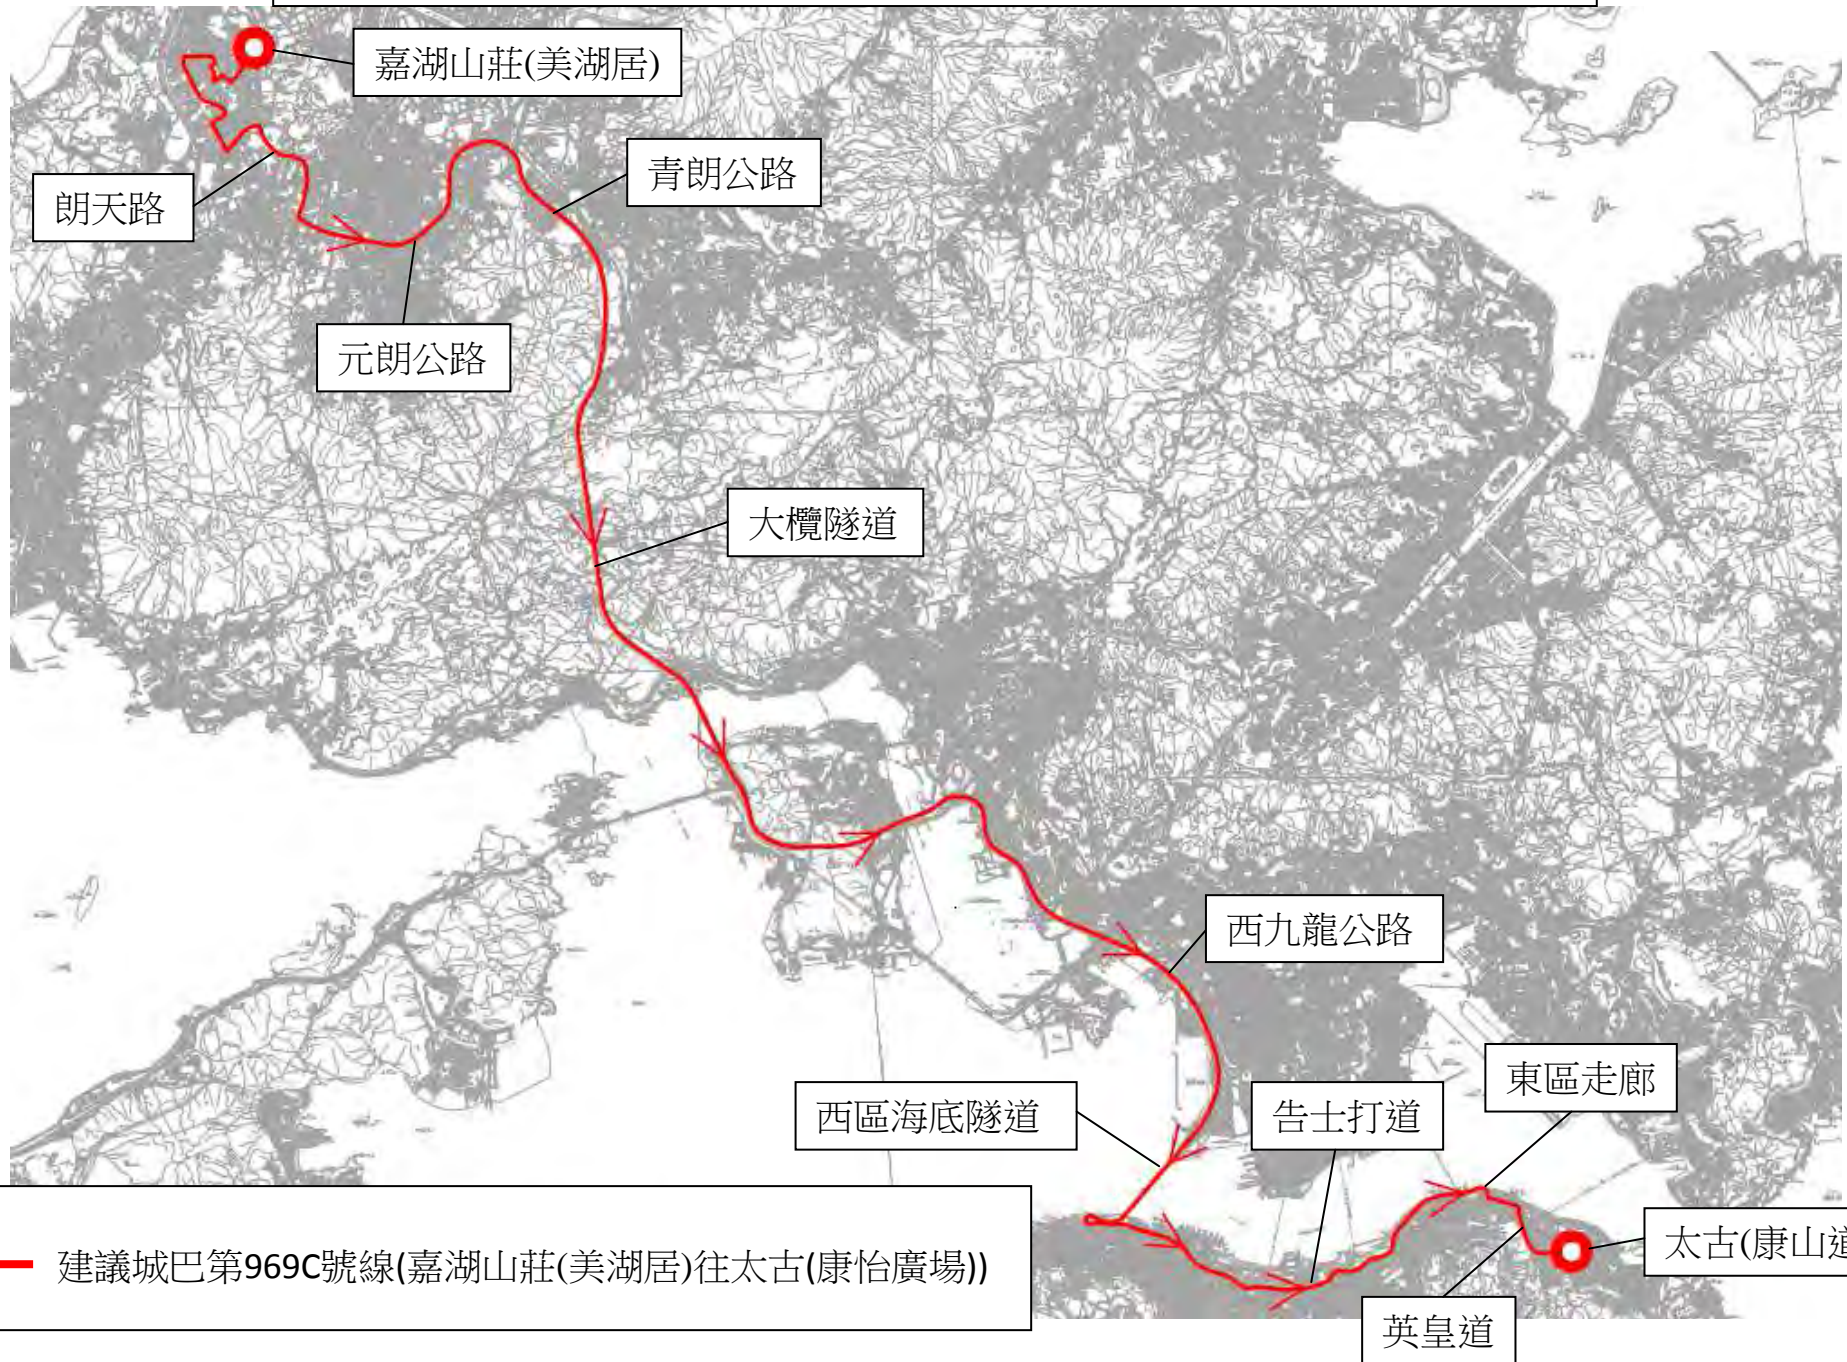 嘉湖山莊(美湖居)
青朗公路
朗天路
元朗公路
大欖隧道
西九龍公路
東區走廊
西區海底隧道
告士打道
太古(康山道
建議城巴第969C號線(嘉湖山莊(美湖居)往太古(康怡廣場))
英皇道